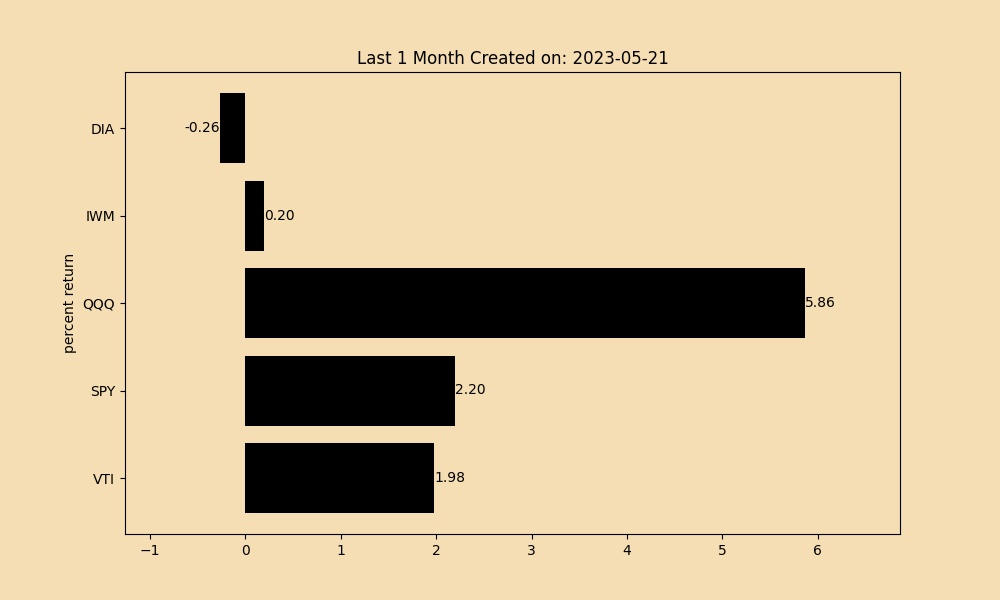 Last 1 Month Created on: 2023-05-21
percent return
DIA
-0.26
IWM
0.20
QQQ
5.86
SPY
2.20
VTI
1.98
−1 0 1 2 3 4 5 6